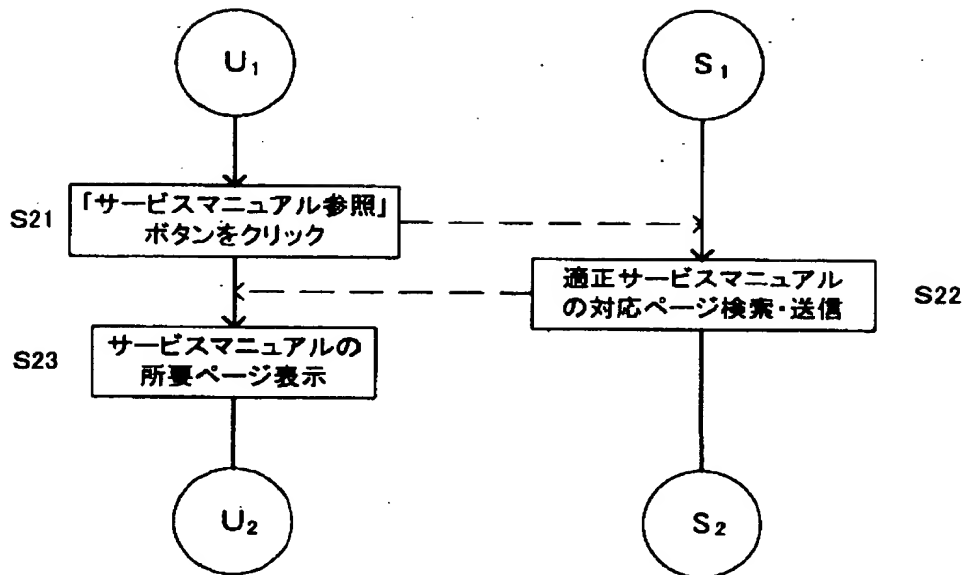 U₁
S₁
S21
「サービスマニュアル参照」
ボタンをクリック
適正サービスマニュアル
の対応ページ検索・送信
S22
S23
サービスマニュアルの
所要ページ表示
U₂
S₂